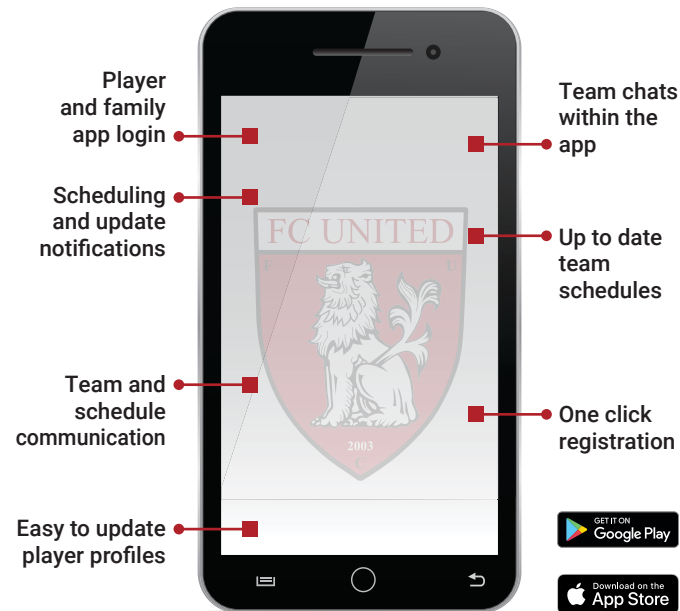 Player
and family
app login
Scheduling
and update
notifications
Team and
schedule
communication
Easy to update
player profiles
FC UNITED
F U
2003
C
Team chats
within the
app
Up to date
team
schedules
One click
registration
GET IT ON
Google Play
Download on the
App Store